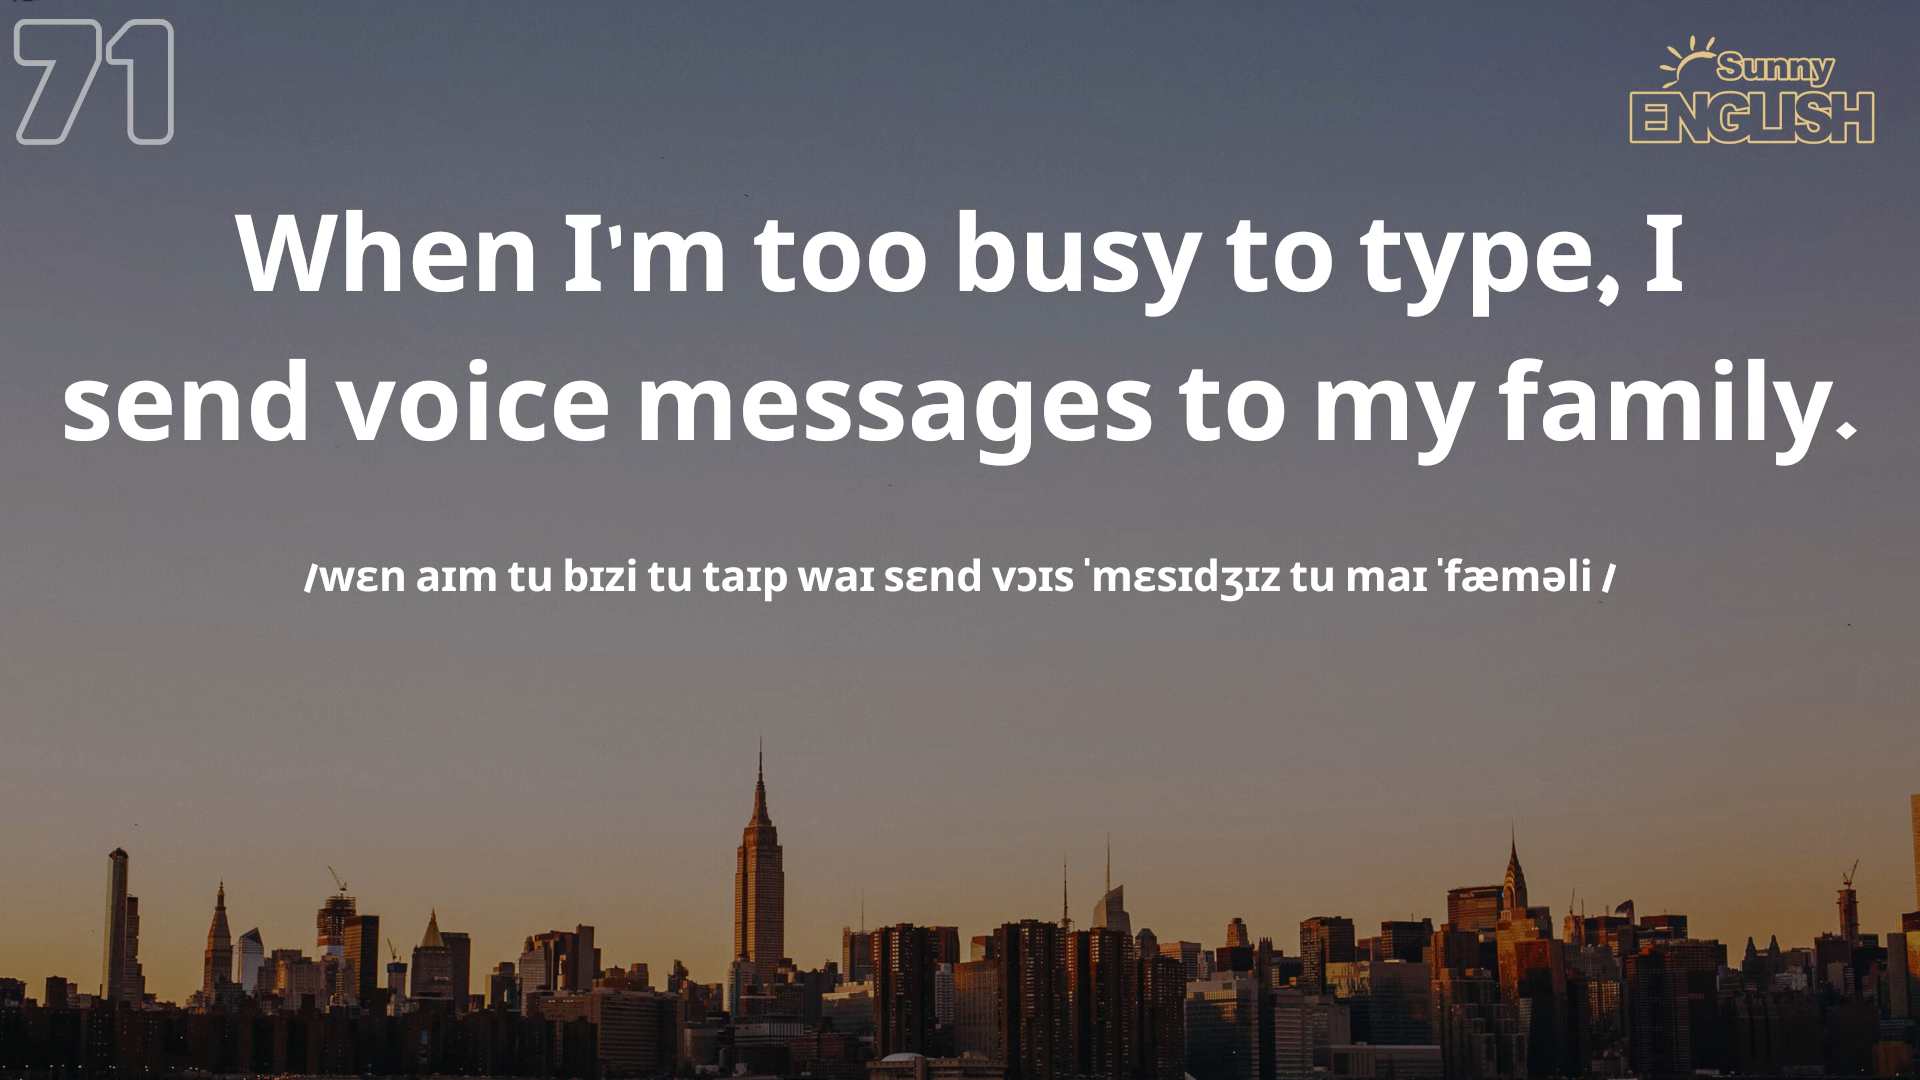 71
Sunny
ENGLISH
When I'm too busy to type, I
send voice messages to my family.
/wɛn aɪm tu bɪzi tu taɪp waɪ sɛnd vɔɪs ˈmɛsɪdʒɪz tu maɪ ˈfæməli /